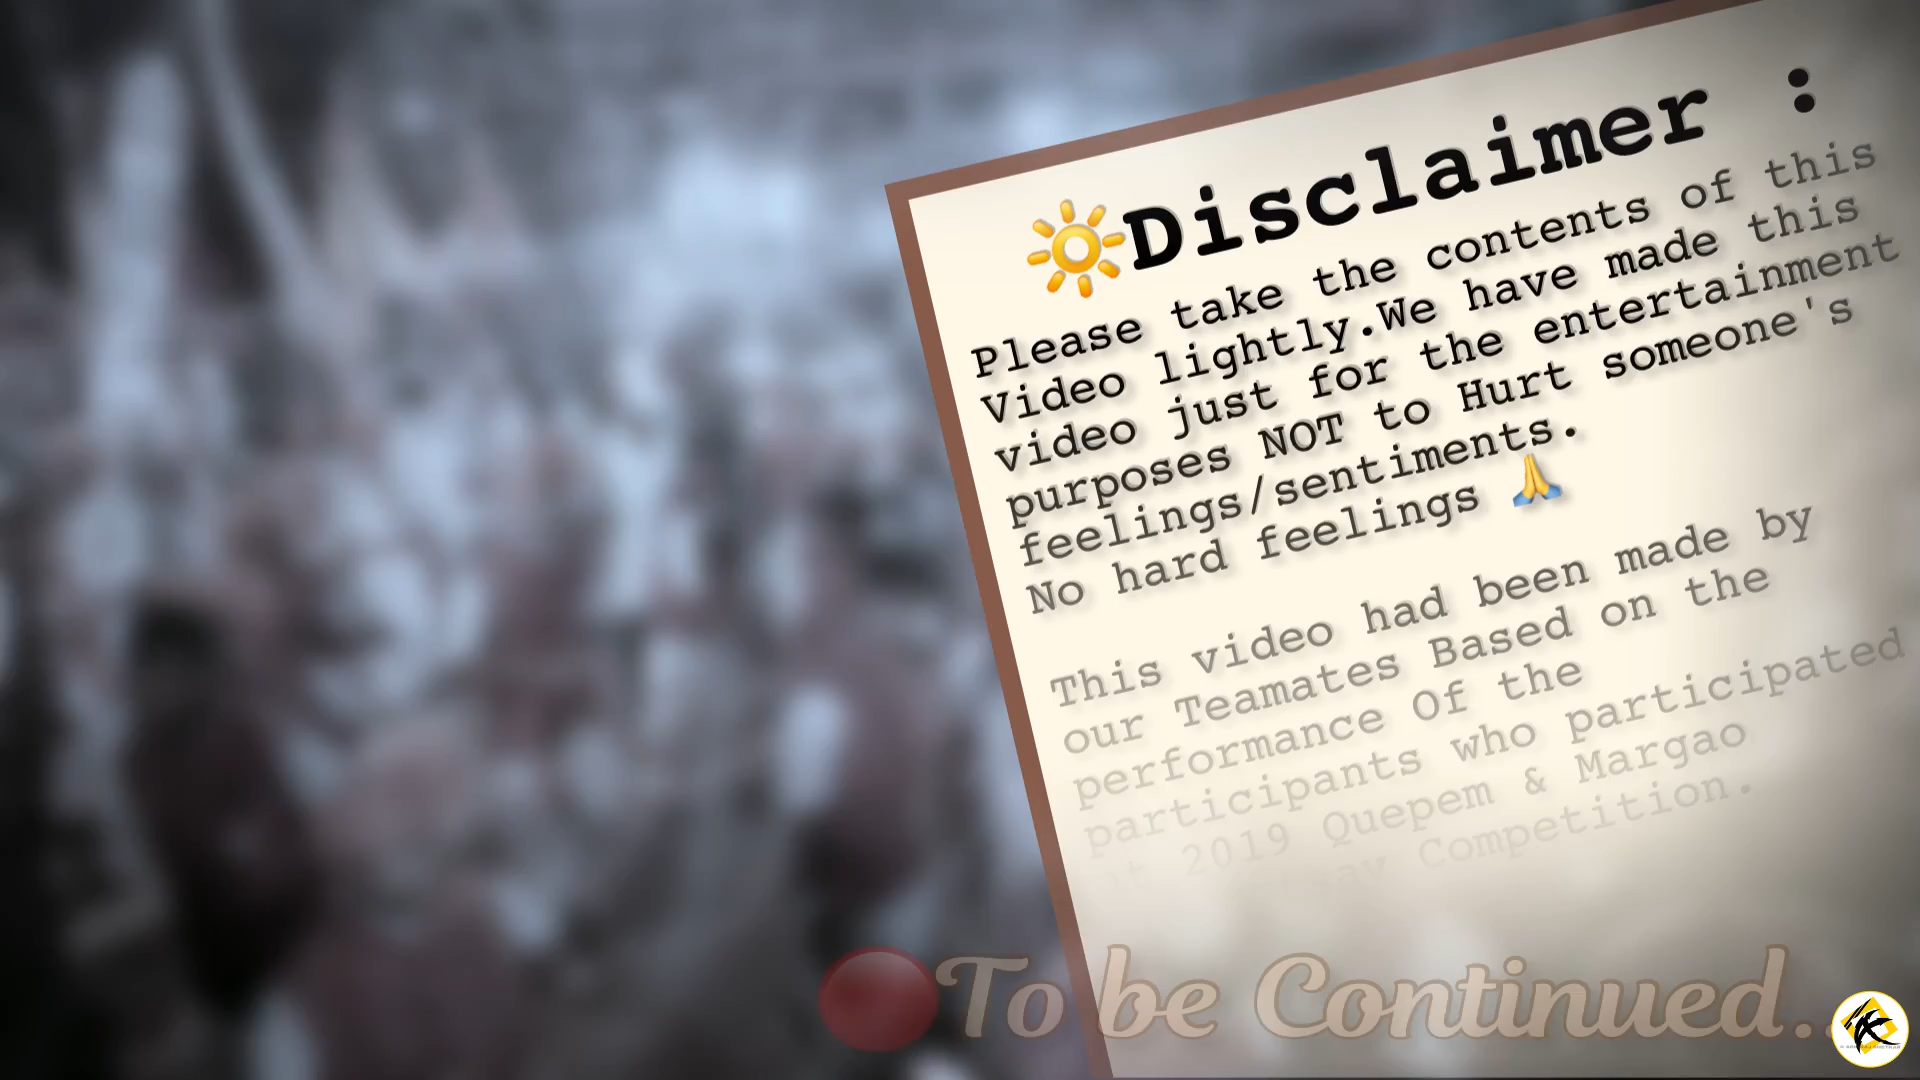 🔆Disclaimer :
Please take the contents of this
Video lightly.We have made this
video just for the entertainment
purposes NOT to Hurt someone's
feelings/sentiments.
No hard feelings 🙏
This video had been made by
our Teamates Based on the
performance Of the
participants who participated
at 2019 Quepem & Margao
Competition.
🔴To be Continued..